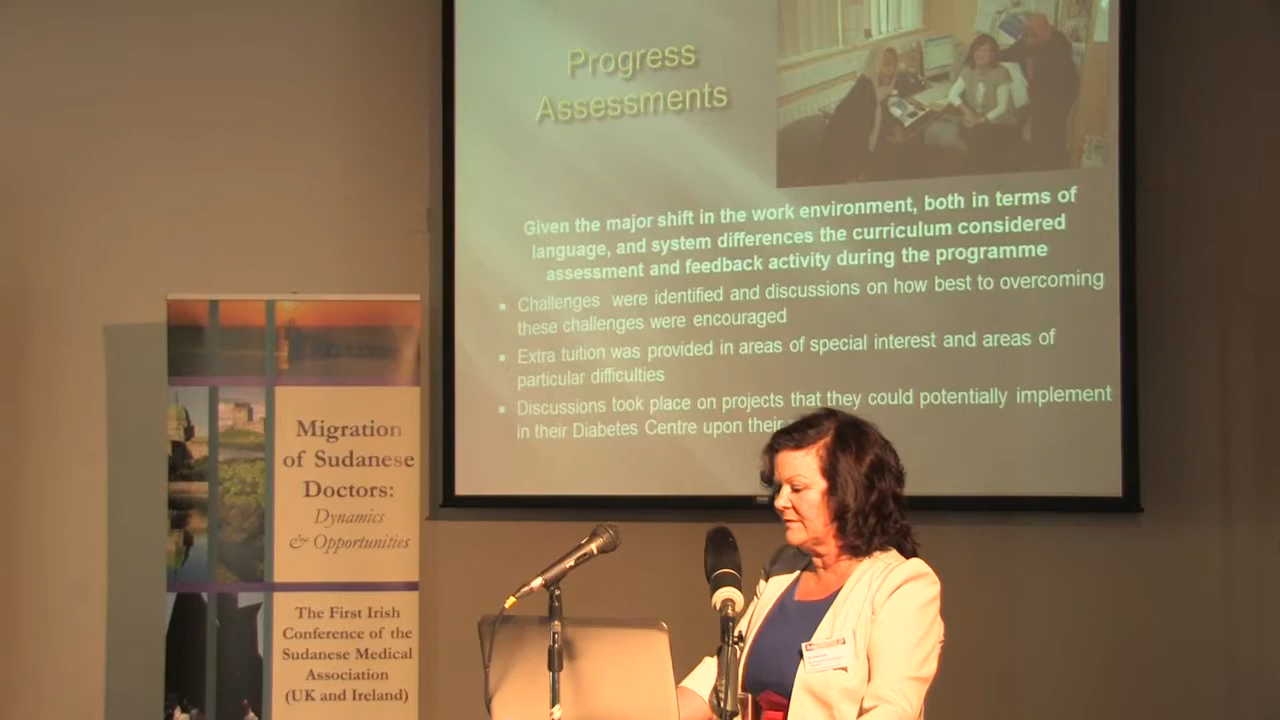 Progress
Assessments
Given the major shift in the work environment, both in terms of
language, and system differences the curriculum considered
assessment and feedback activity during the programme
▪ Challenges were identified and discussions on how best to overcoming
these challenges were encouraged
▪ Extra tuition was provided in areas of special interest and areas of
particular difficulties
▪ Discussions took place on projects that they could potentially implement
in their Diabetes Centre upon their
Migration
of Sudanese
Doctors:
Dynamics
& Opportunities
The First Irish
Conference of the
Sudanese Medical
Association
(UK and Ireland)